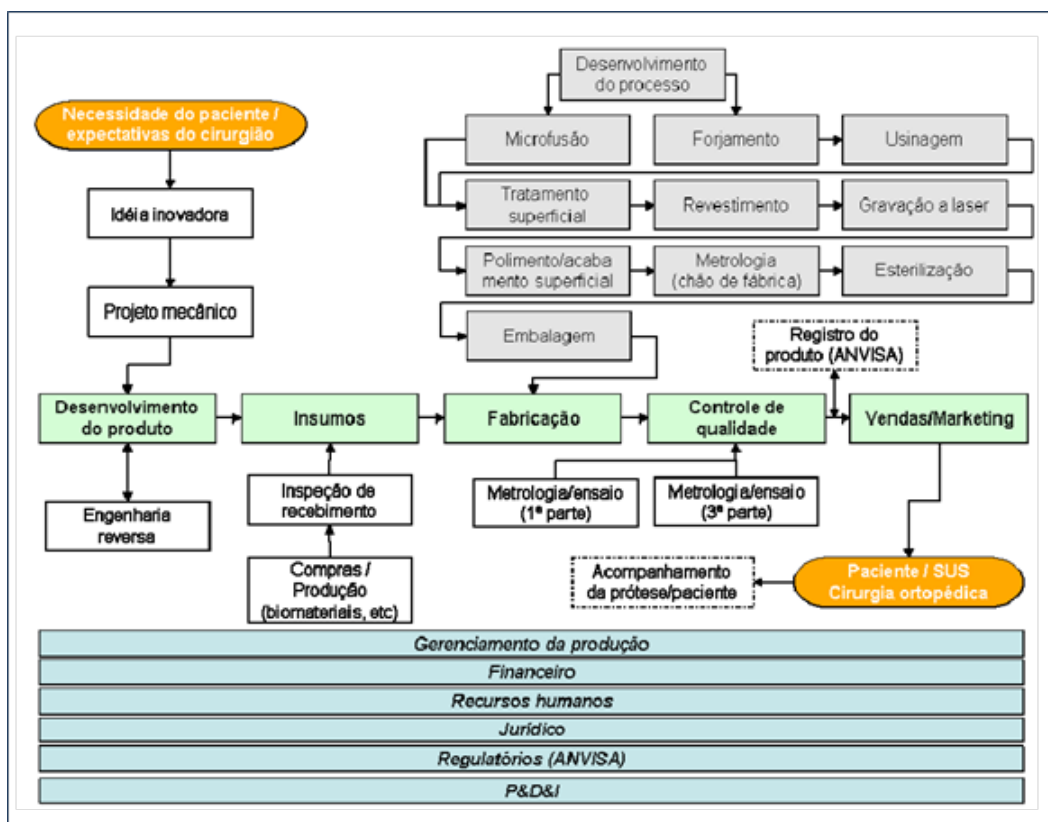 Desenvolvimento
do processo
Necessidade do paciente /
expectativas do cirurgião
Microfusão
Forjamento
Usinagem
Idéia inovadora
Tratamento
superficial
Revestimento
Gravação a laser
Polimento/acaba
mento superficial
Metrologia
(chão de fábrica)
Esterilização
Projeto mecânico
Embalagem
Registro do
produto (ANVISA)
Desenvolvimento
do produto
Insumos
Fabricação
Controle de
qualidade
Vendas/Marketing
Engenharia
reversa
Inspeção de
recebimento
Metrologia/ensaio
(1ª parte)
Metrologia/ensaio
(3ª parte)
Compras /
Produção
(biomateriais, etc)
Acompanhamento
da prótese/paciente
Paciente / SUS
Cirurgia ortopédica
Gerenciamento da produção
Financeiro
Recursos humanos
Jurídico
Regulatórios (ANVISA)
P&D&I